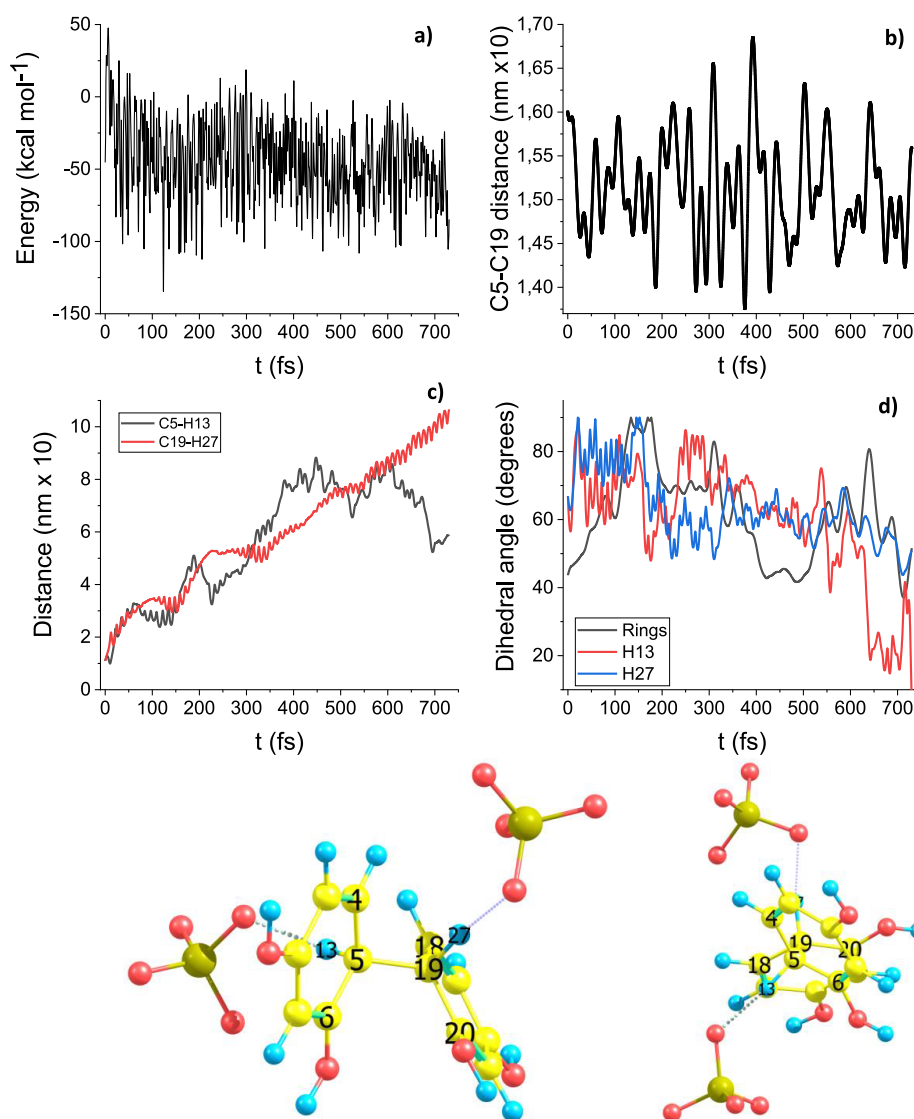 a)
Energy (kcal mol-1)
50
0
-50
-100
-150
0 100 200 300 400 500 600 700
t (fs)
b)
C5-C19 distance (nm x10)
1,70
1,65
1,60
1,55
1,50
1,45
1,40
0 100 200 300 400 500 600 700
t (fs)
c)
Distance (nm x 10)
C5-H13
C19-H27
10
8
6
4
2
0
0 100 200 300 400 500 600 700
t (fs)
d)
Dihedral angle (degrees)
80
60
40
20
Rings
H13
H27
0 100 200 300 400 500 600 700
t (fs)
4
13
5
6
27
18
19
20
4
19
20
18
5
13
6